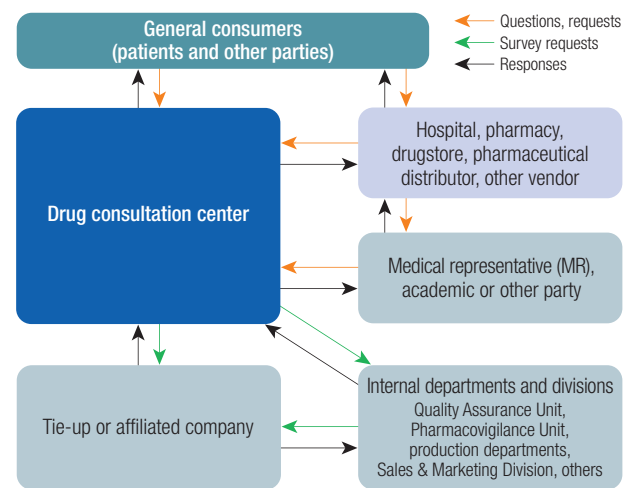 General consumers
(patients and other parties)
Questions, requests
Survey requests
Responses
Drug consultation center
Hospital, pharmacy,
drugstore, pharmaceutical
distributor, other vendor
Medical representative (MR),
academic or other party
Tie-up or affiliated company
Internal departments and divisions
Quality Assurance Unit,
Pharmacovigilance Unit,
production departments,
Sales & Marketing Division, others